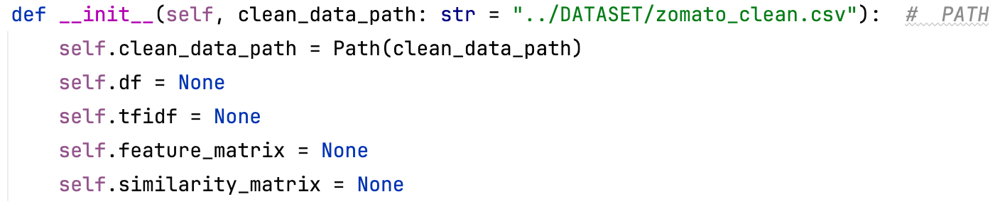 def __init__(self, clean_data_path: str = "../DATASET/zomato_clean.csv"):  #  PATH
    self.clean_data_path = Path(clean_data_path)
    self.df = None
    self.tfidf = None
    self.feature_matrix = None
    self.similarity_matrix = None